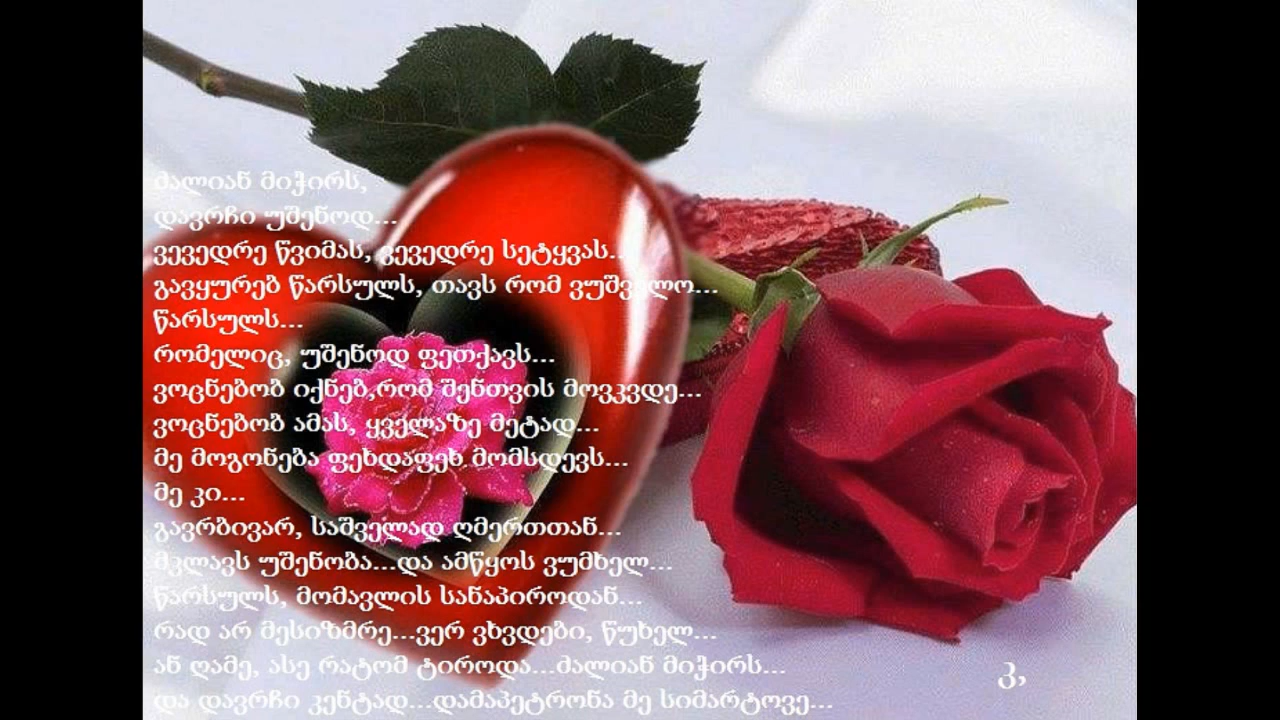 ძალიან მიჭირს,
დავრჩი უშენოდ...
ვევედრე წვიმას, ვევედრე სეტყვას...
გავყურებ წარსულს, თავს რომ ვუშველო...
წარსულს...
რომელიც, უშენოდ ფეთქავს...
ვოცნებობ იქნებ,რომ შენთვის მოვკვდე...
ვოცნებობ ამას, ყველაზე მეტად...
მე მოგონება ფეხდაფეხ მომსდევს...
მე კი...
გავრბივარ, საშველად ღმერთთან...
მკლავს უშენობა...და ამწყოს ვუმხელ...
წარსულს, მომავლის სანაპიროდან...
რად არ მესიზმრე...ვერ ვხვდები, წუხელ...
ან ღამე, ასე რატომ ტიროდა...ძალიან მიჭირს...
და დავრჩი კენტად...დამაპეტრონა მე სიმარტოვე...
კ,